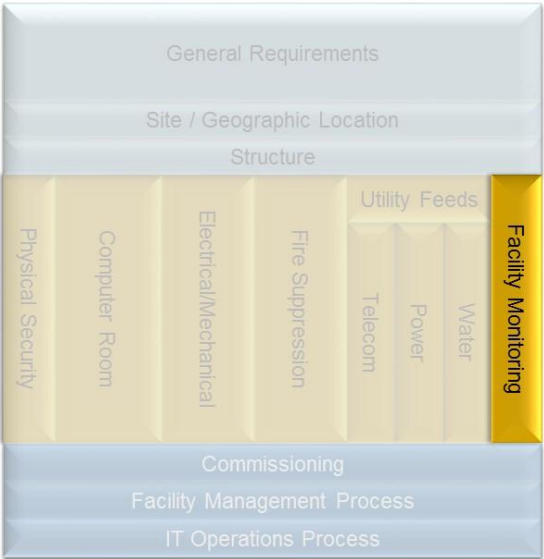 General Requirements
Site / Geographic Location
Structure
Physical Security
Computer Room
Electrical/Mechanical
Fire Suppression
Utility Feeds
Telecom
Power
Water
Facility Monitoring
Commissioning
Facility Management Process
IT Operations Process